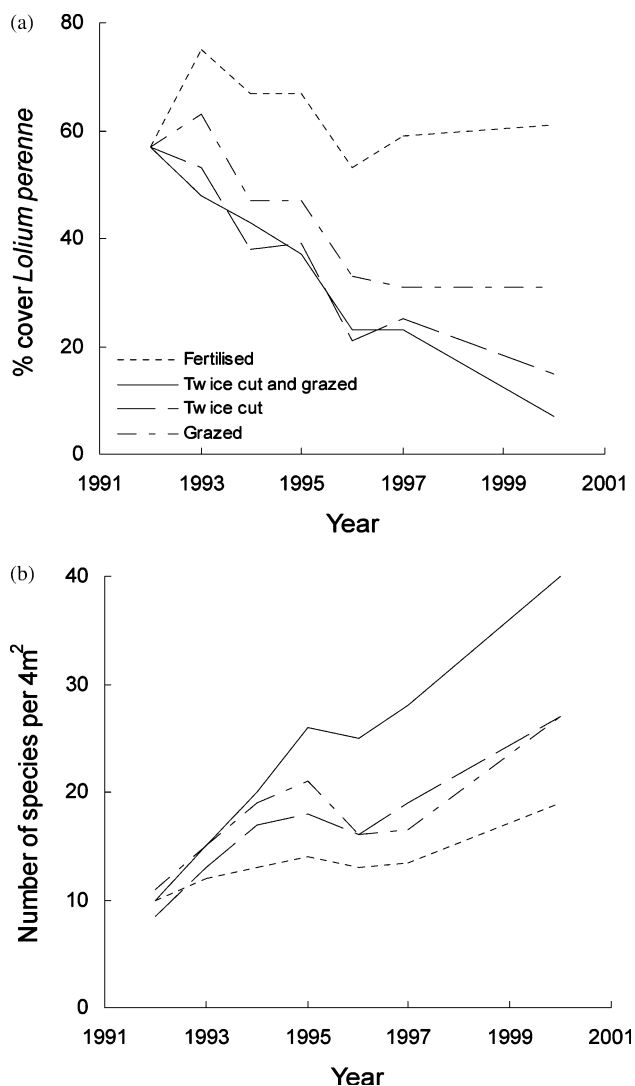 (a)
80
60
40
20
0
% cover Lolium perenne
Fertilised
Twice cut and grazed
Twice cut
Grazed
1991 1993 1995 1997 1999 2001
Year
(b)
40
30
20
10
0
Number of species per 4m²
1991 1993 1995 1997 1999 2001
Year